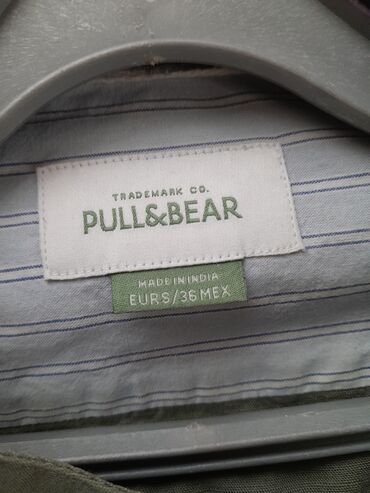 TRADEMARK CO.
PULL&BEAR
MADE IN INDIA
EUR S/36 MEX